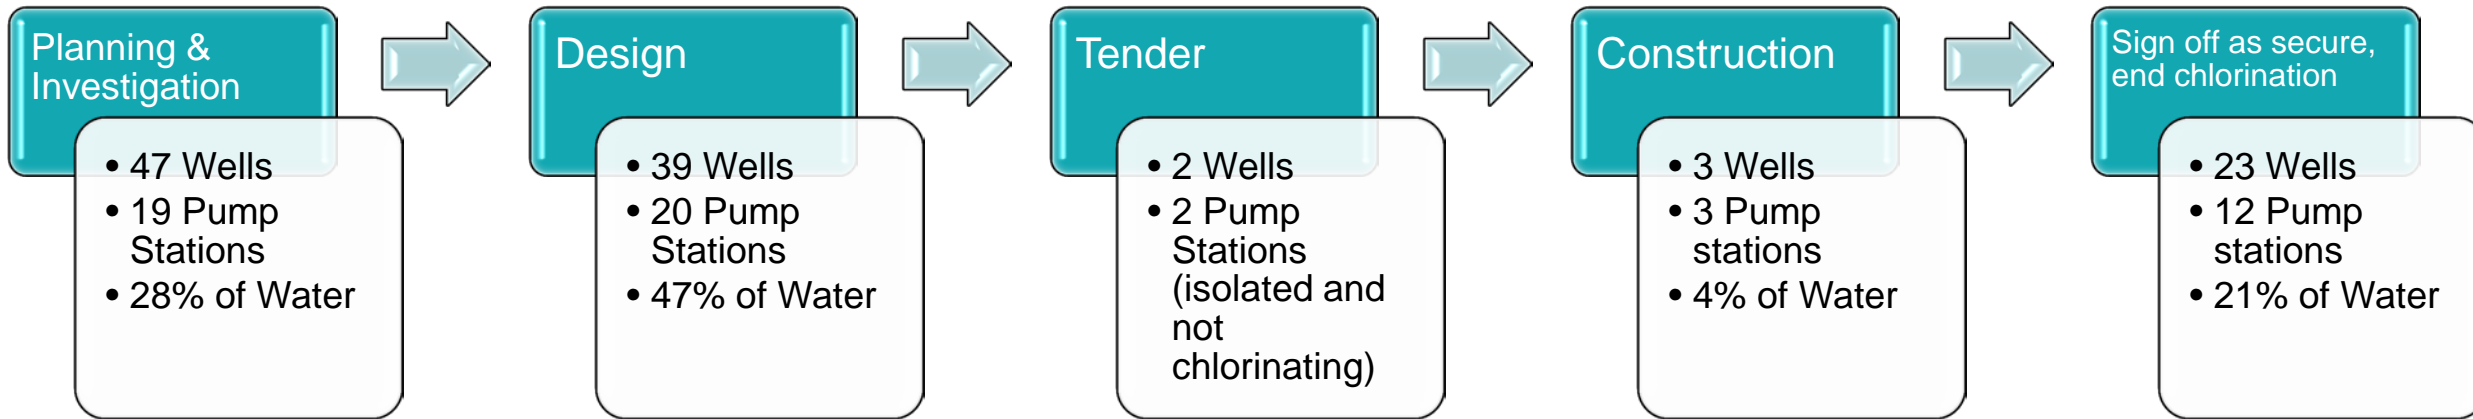 Planning &
Investigation
• 47 Wells
• 19 Pump
Stations
• 28% of Water
Design
• 39 Wells
• 20 Pump
Stations
• 47% of Water
Tender
• 2 Wells
• 2 Pump
Stations
(isolated and
not
chlorinating)
Construction
• 3 Wells
• 3 Pump
stations
• 4% of Water
Sign off as secure,
end chlorination
• 23 Wells
• 12 Pump
stations
• 21% of Water